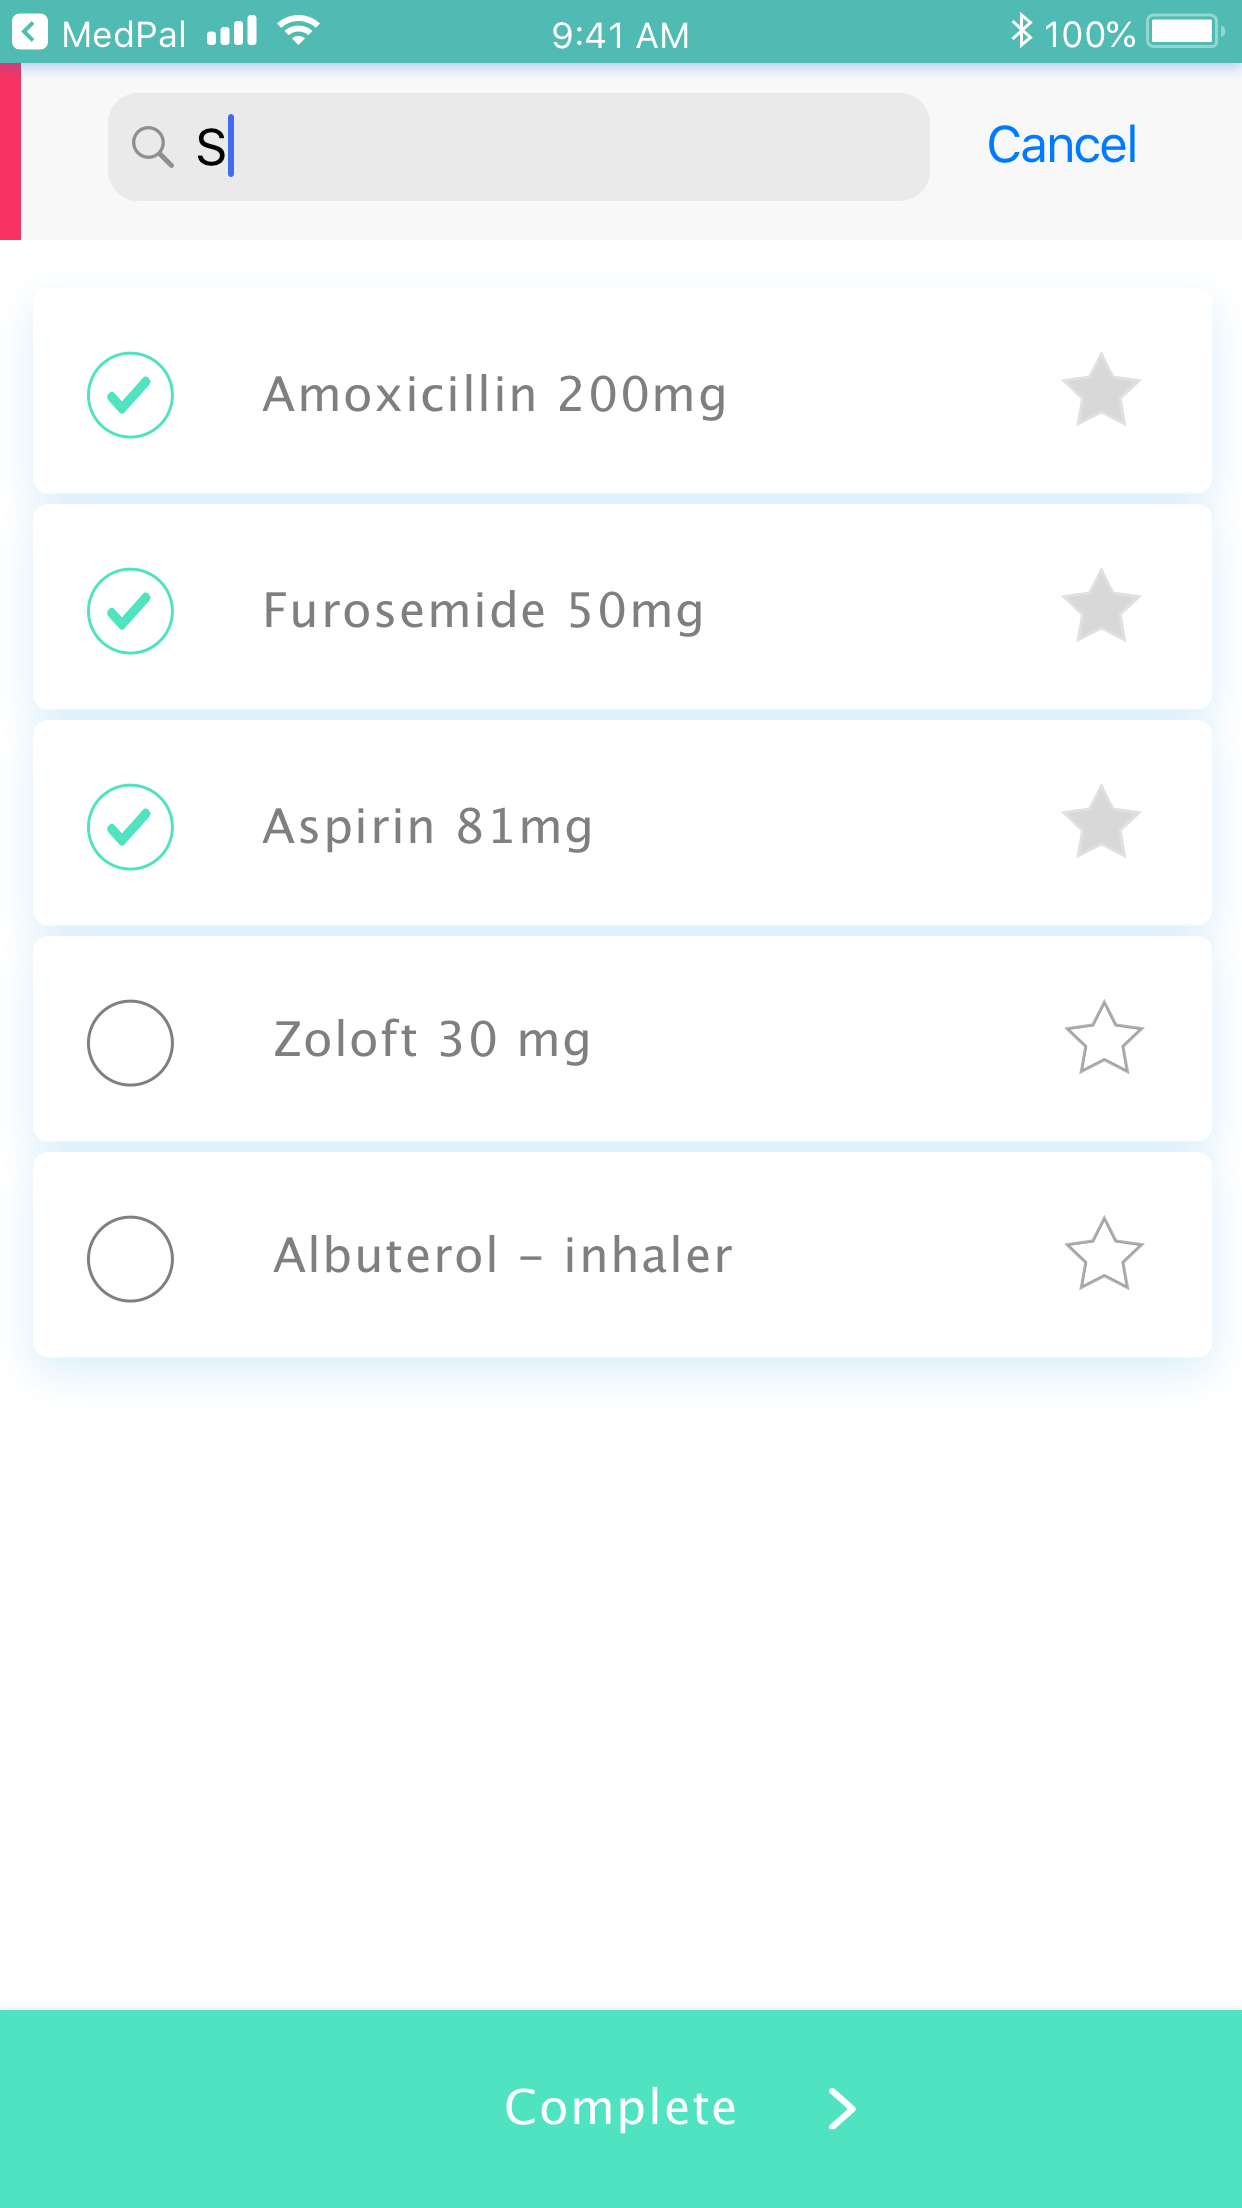 MedPal 9:41 AM 100%
S Cancel
Amoxicillin 200mg
Furosemide 50mg
Aspirin 81mg
Zoloft 30 mg
Albuterol – inhaler
Complete